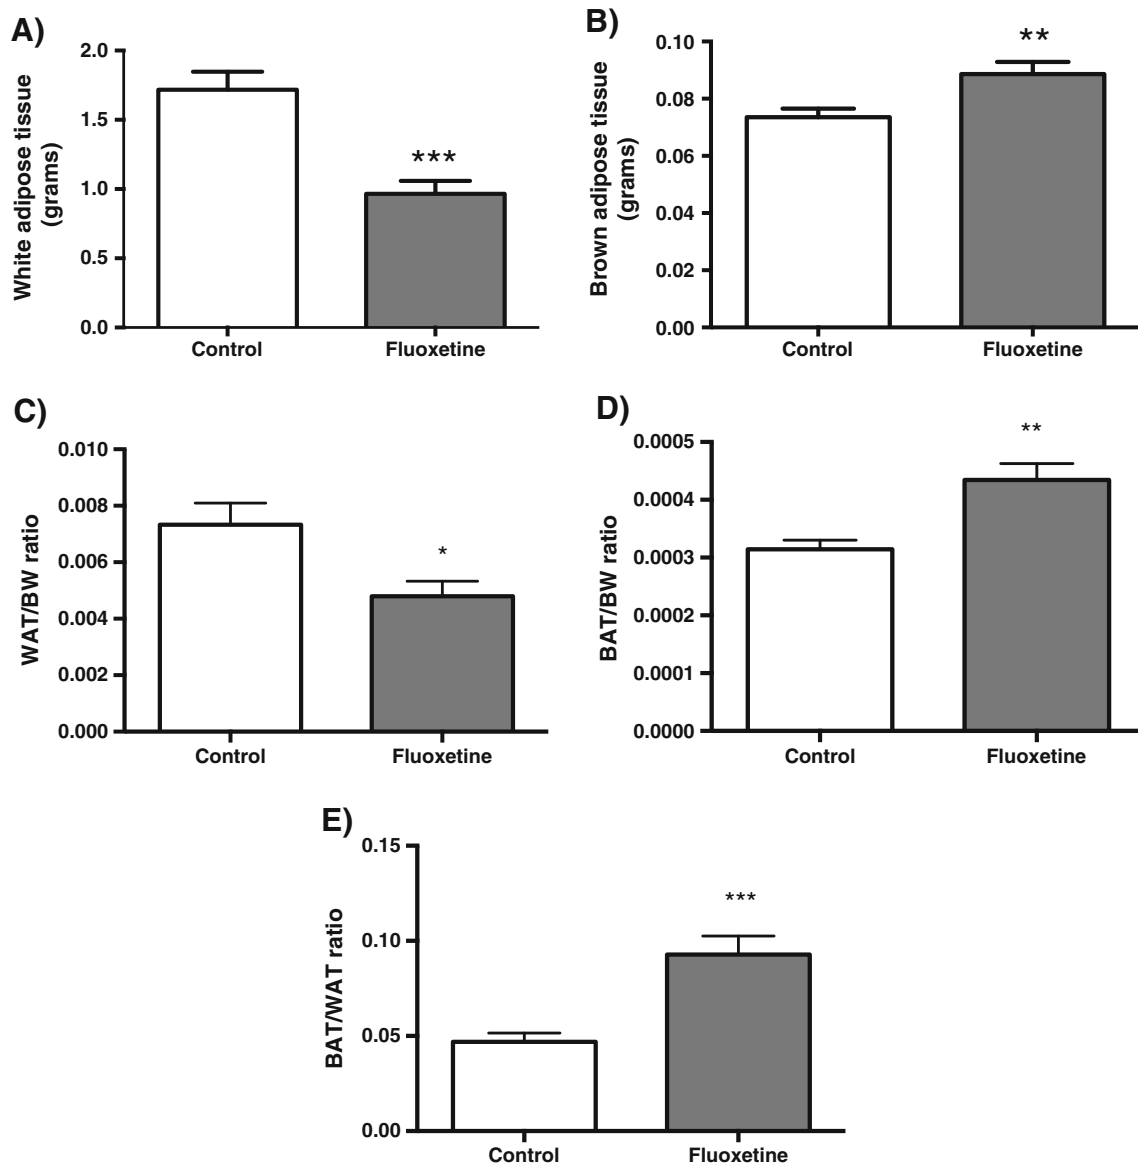 A)
White adipose tissue
(grams)
2.0
1.5
1.0
0.5
0.0
***
Control
Fluoxetine
B)
Brown adipose tissue
(grams)
0.10
0.08
0.06
0.04
0.02
0.00
**
Control
Fluoxetine
C)
WAT/BW ratio
0.010
0.008
0.006
0.004
0.002
0.000
*
Control
Fluoxetine
D)
BAT/BW ratio
0.0005
0.0004
0.0003
0.0002
0.0001
0.0000
**
Control
Fluoxetine
E)
BAT/WAT ratio
0.15
0.10
0.05
0.00
***
Control
Fluoxetine